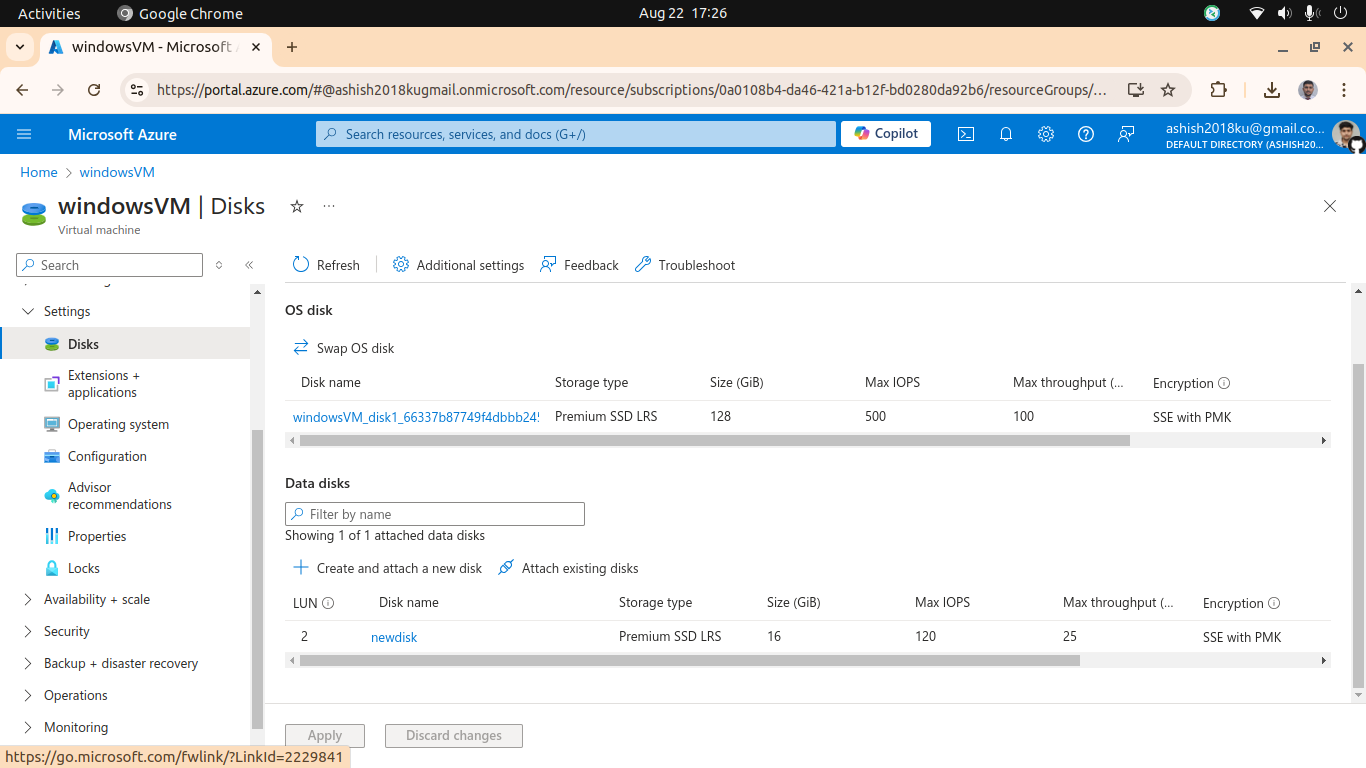 Activities Google Chrome Aug 22 17:26
windowsVM - Microsoft A
https://portal.azure.com/#@ashish2018kugmail.onmicrosoft.com/resource/subscriptions/0a0108b4-da46-421a-b12f-bd0280da92b6/resourceGroups/...
Microsoft Azure Search resources, services, and docs (G+/) Copilot ashish2018ku@gmail.co...
DEFAULT DIRECTORY (ASHISH20...
Home > windowsVM
windowsVM | Disks ...
Virtual machine
Search
Settings
Disks
Extensions +
applications
Operating system
Configuration
Advisor
recommendations
Properties
Locks
Availability + scale
Security
Backup + disaster recovery
Operations
Monitoring
Refresh Additional settings Feedback Troubleshoot
OS disk
Swap OS disk
Disk name Storage type Size (GiB) Max IOPS Max throughput (... Encryption
windowsVM_disk1_66337b87749f4dbbb245 Premium SSD LRS 128 500 100 SSE with PMK
Data disks
Filter by name
Showing 1 of 1 attached data disks
Create and attach a new disk Attach existing disks
LUN Disk name Storage type Size (GiB) Max IOPS Max throughput (... Encryption
2 newdisk Premium SSD LRS 16 120 25 SSE with PMK
Apply Discard changes
https://go.microsoft.com/fwlink/?LinkId=2229841